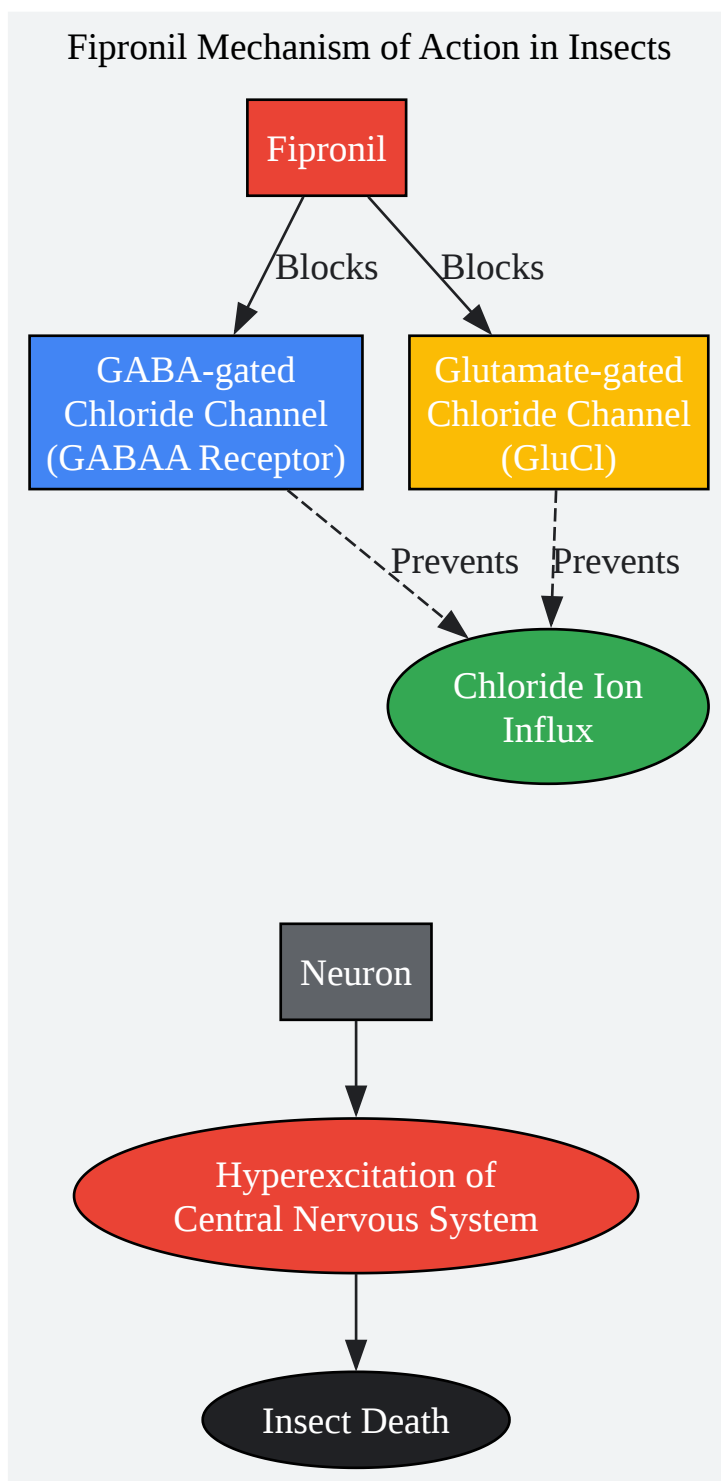 Fipronil Mechanism of Action in Insects
Fipronil
Blocks
Blocks
GABA-gated
Chloride Channel
(GABAA Receptor)
Glutamate-gated
Chloride Channel
(GluCl)
Prevents
Prevents
Chloride Ion
Influx
Neuron
Hyperexcitation of
Central Nervous System
Insect Death